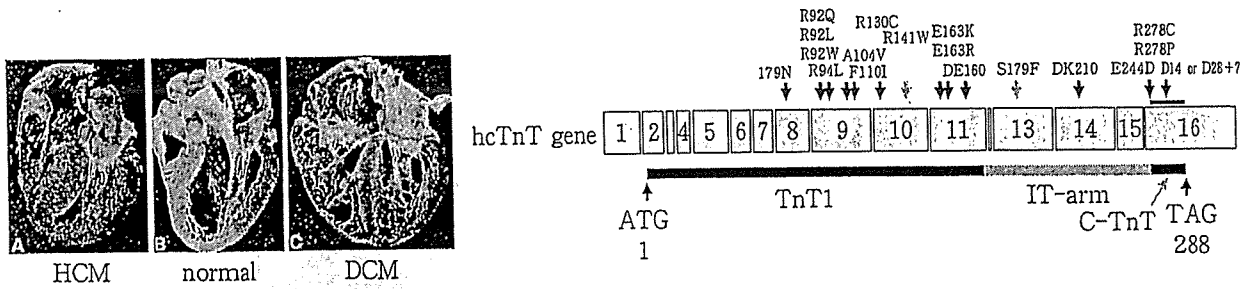 A
B
C
HCM
normal
DCM
R92Q
R92L
R92W
R94L
R130C
A104V
F110I
R141W
E163K
E163R
DE160
179N
S179F
DK210
R278C
R278P
E244D
D14 or D28+7
hcTnT gene
1
2
4
5
6
7
8
9
10
11
13
14
15
16
TnT1
IT-arm
C-TnT
ATG
1
TAG
288